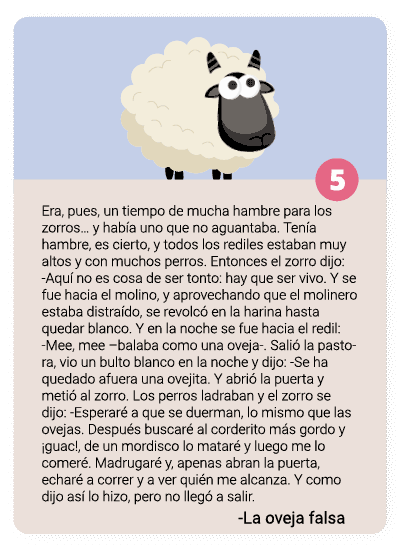 5
Era, pues, un tiempo de mucha hambre para los
zorros... y había uno que no aguantaba. Tenía
hambre, es cierto, y todos los rediles estaban muy
altos y con muchos perros. Entonces el zorro dijo:
-Aquí no es cosa de ser tonto: hay que ser vivo. Y se
fue hacia el molino, y aprovechando que el molinero
estaba distraído, se revolcó en la harina hasta
quedar blanco. Y en la noche se fue hacia el redil:
-Mee, mee –balaba como una oveja-. Salió la pasto-
ra, vio un bulto blanco en la noche y dijo: -Se ha
quedado afuera una ovejita. Y abrió la puerta y
metió al zorro. Los perros ladraban y el zorro se
dijo: -Esperaré a que se duerman, lo mismo que las
ovejas. Después buscaré al corderito más gordo y
¡guac!, de un mordisco lo mataré y luego me lo
comeré. Madrugaré y, apenas abran la puerta,
echaré a correr y a ver quién me alcanza. Y como
dijo así lo hizo, pero no llegó a salir.
-La oveja falsa